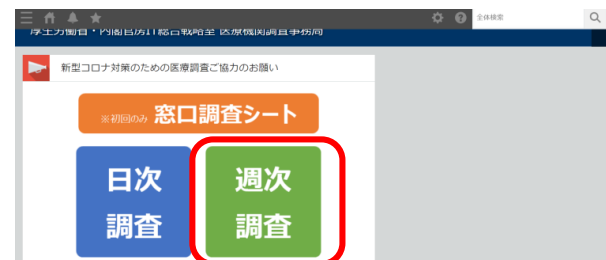 全体検索
厚生労働省・内閣官房IT総合戦略室 医療機関調査事務局
新型コロナ対策のための医療調査ご協力のお願い
※初回のみ 窓口調査シート
日次
調査
週次
調査